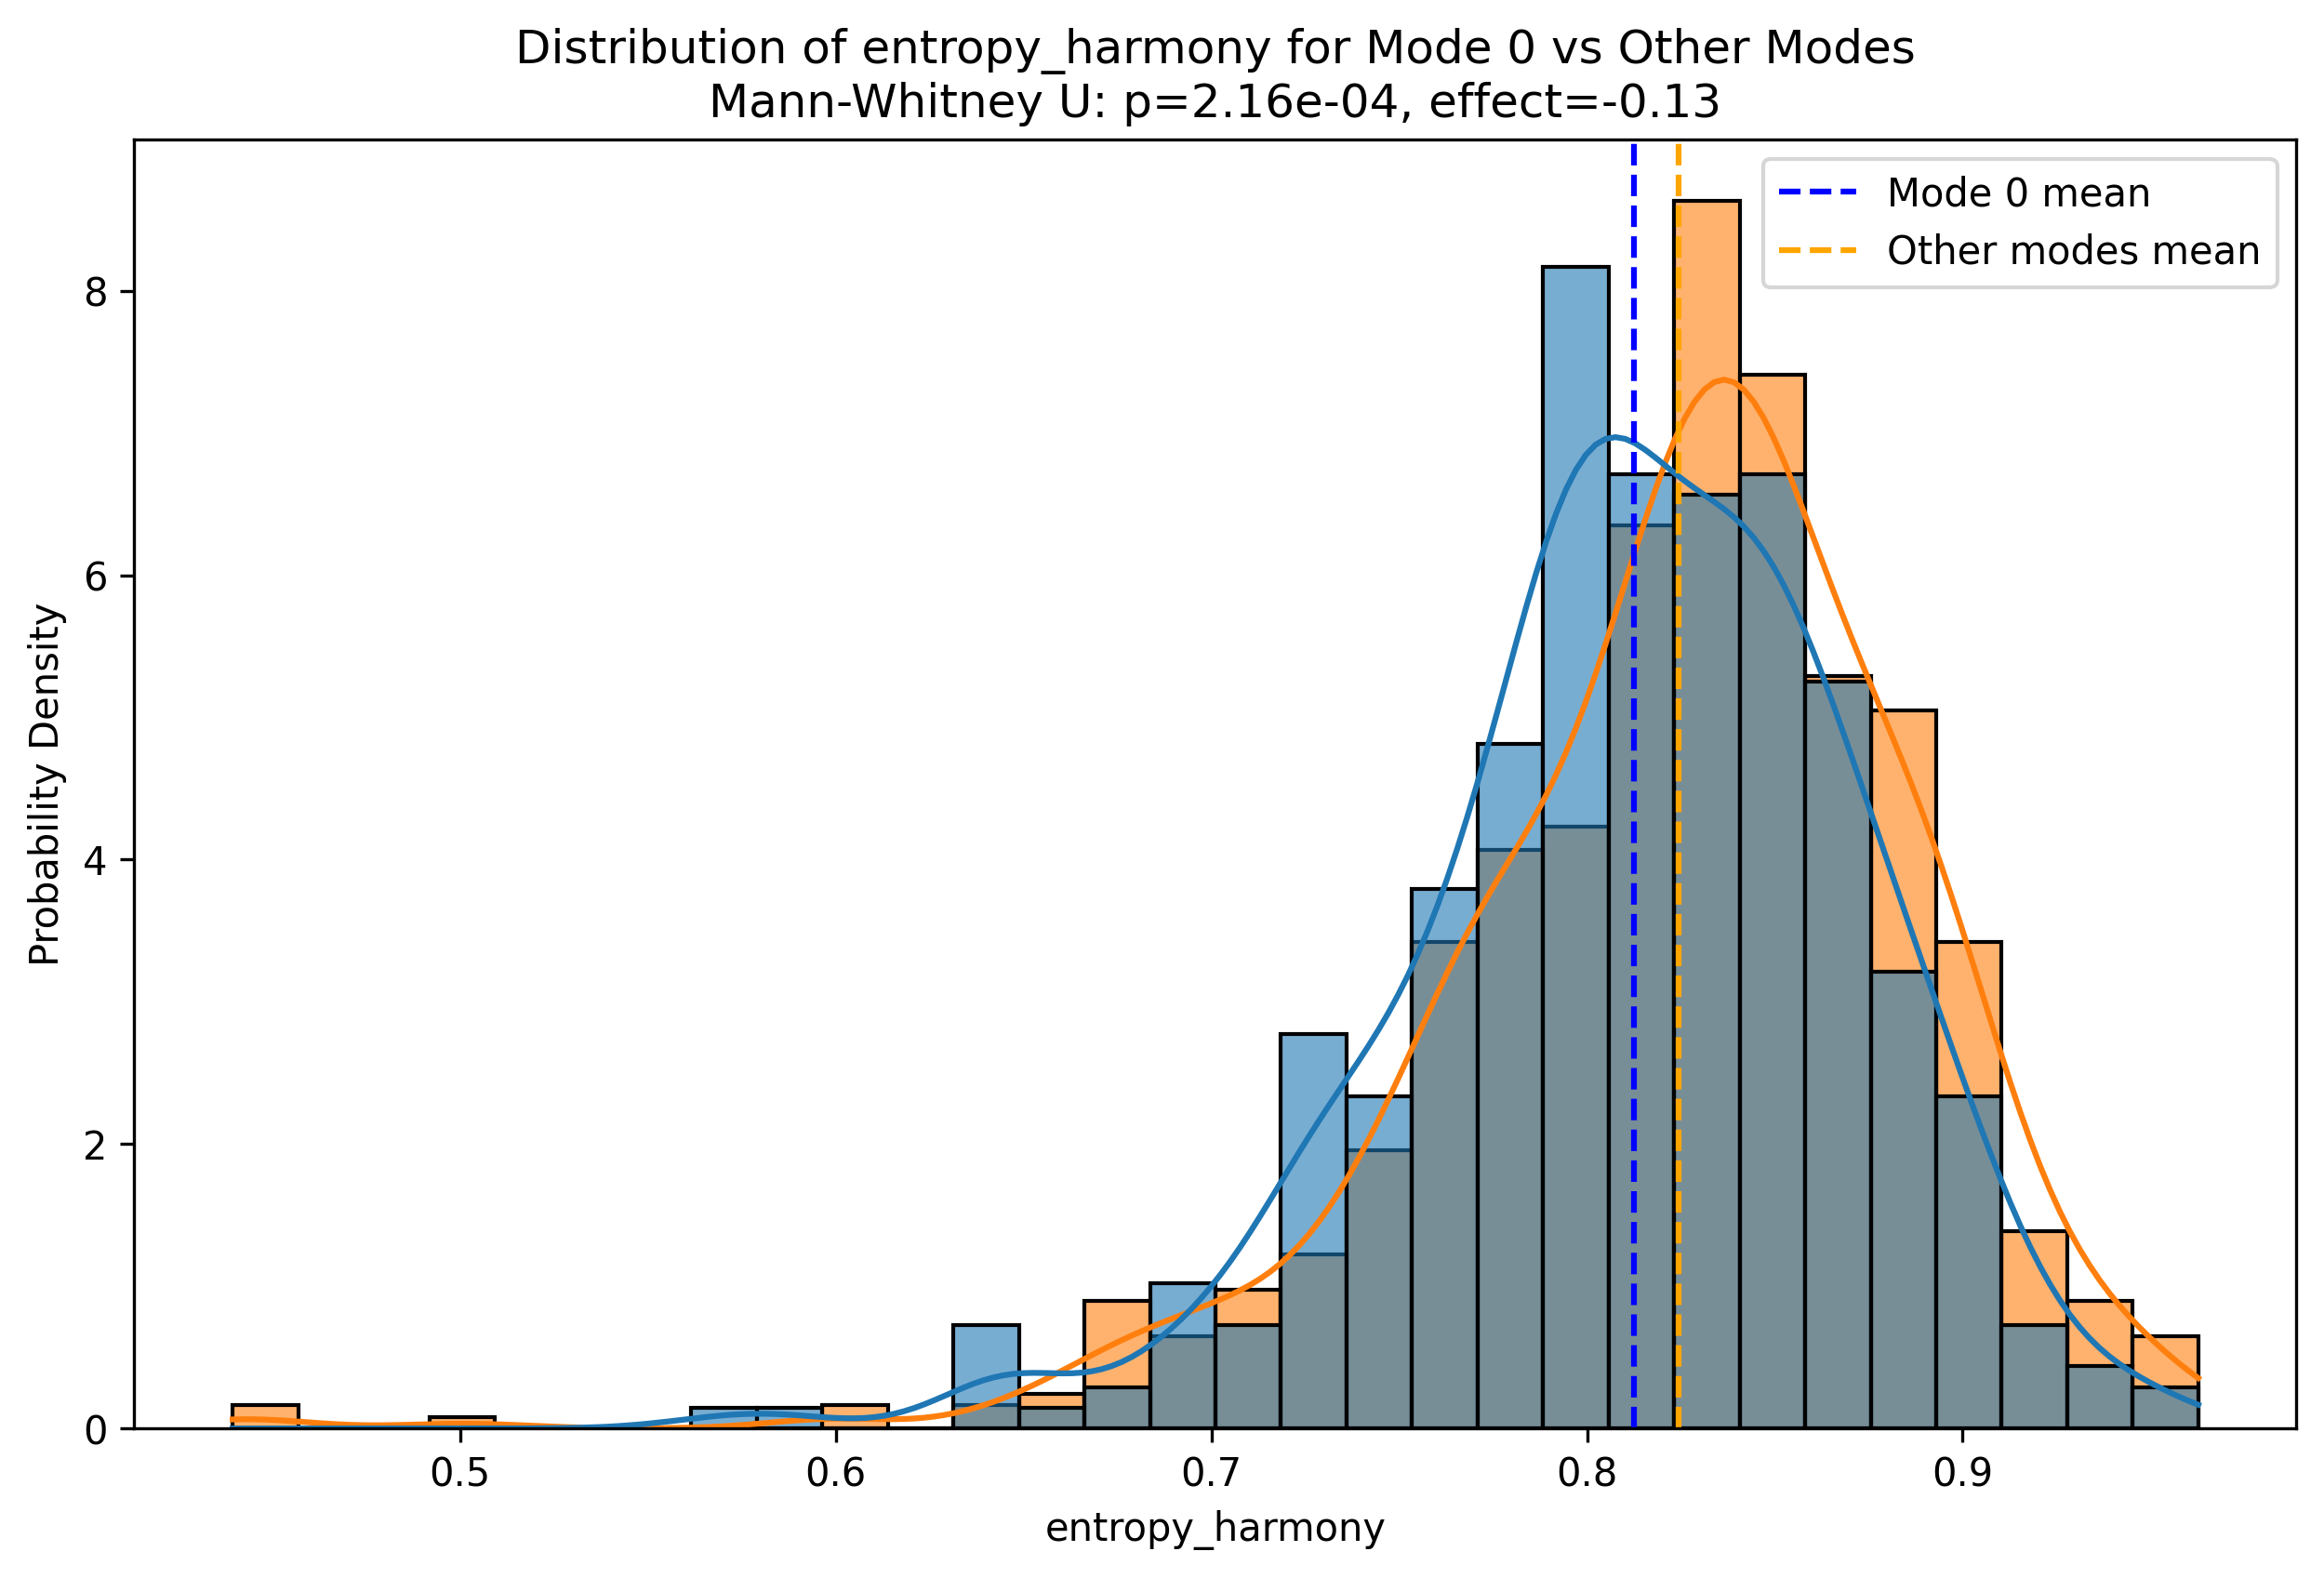 Distribution of entropy_harmony for Mode 0 vs Other Modes
Mann-Whitney U: p=2.16e-04, effect=-0.13
Mode 0 mean
Other modes mean
Probability Density
8
6
4
2
0
0.5 0.6 0.7 0.8 0.9
entropy_harmony